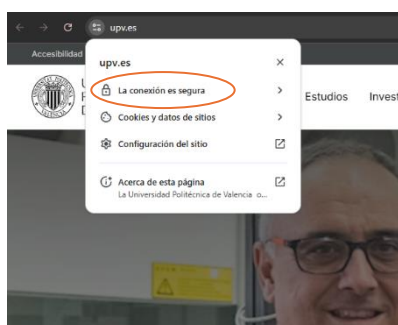 upv.es
Accesibilidad
upv.es
La conexión es segura
Estudios
Cookies y datos de sitios
Configuración del sitio
Acerca de esta página
La Universidad Politécnica de Valencia o...